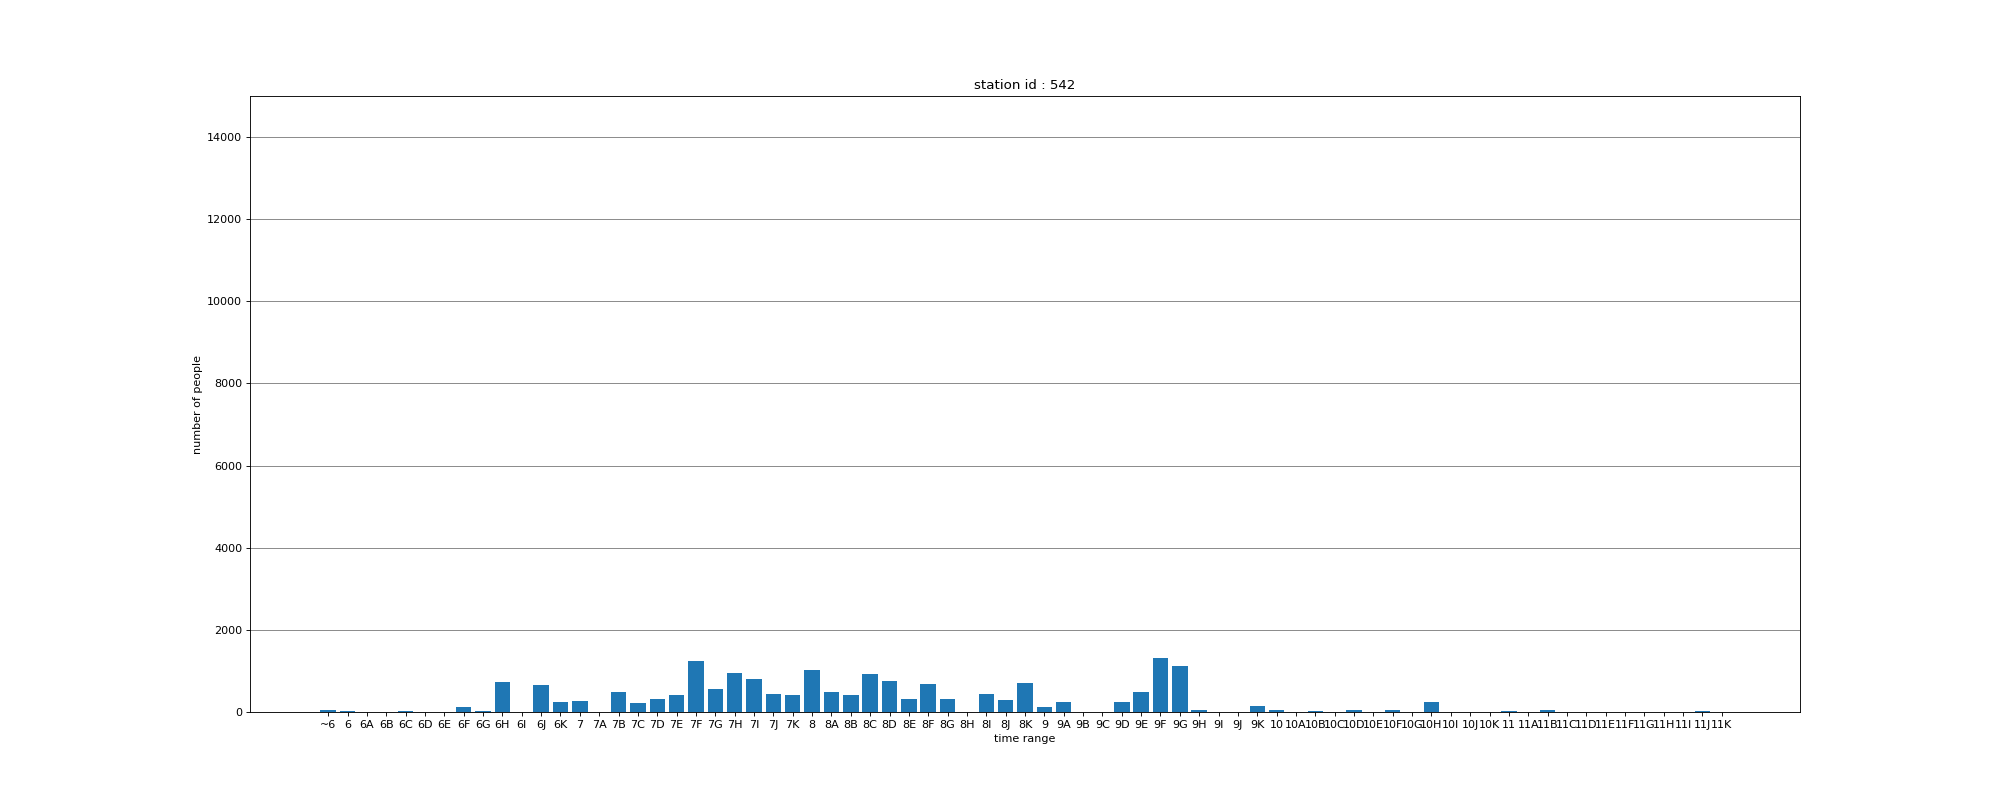 station id : 542
14000
12000
10000
8000
6000
4000
2000
0
number of people
~6 6 6A 6B 6C 6D 6E 6F 6G 6H 6I 6J 6K 7 7A 7B 7C 7D 7E 7F 7G 7H 7I 7J 7K 8 8A 8B 8C 8D 8E 8F 8G 8H 8I 8J 8K 9 9A 9B 9C 9D 9E 9F 9G 9H 9I 9J 9K 10 10A 10B 10C 10D 10E 10F 10G 10H 10I 10J 10K 11 11A 11B 11C 11D 11E 11F 11G 11H 11I 11J 11K
time range